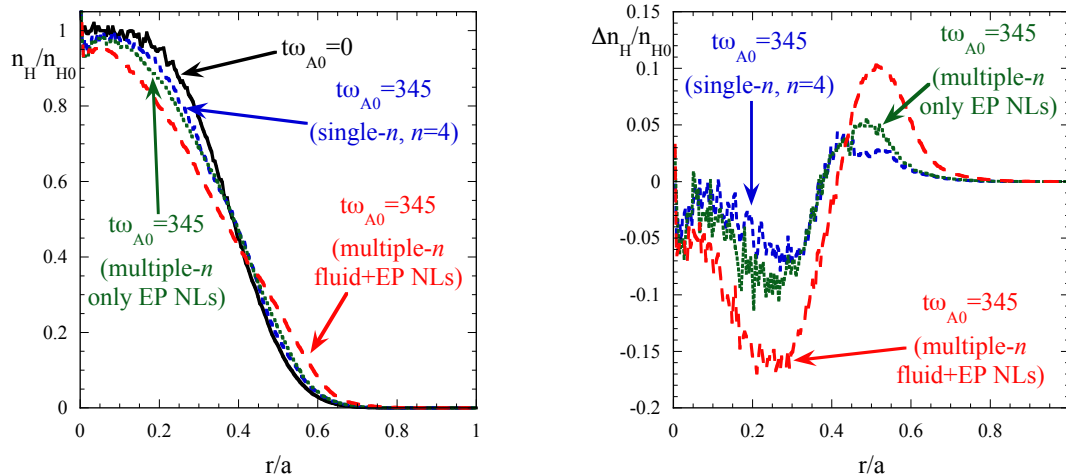 n_H/n_H0
1
0.8
0.6
0.4
0.2
0
tω_A0=0
tω_A0=345
(single-n, n=4)
tω_A0=345
(multiple-n
only EP NLs)
tω_A0=345
(multiple-n
fluid+EP NLs)
0 0.2 0.4 0.6 0.8 1
r/a
Δn_H/n_H0
0.15
0.10
0.05
0
-0.05
-0.1
-0.15
-0.2
tω_A0=345
(single-n, n=4)
tω_A0=345
(multiple-n
only EP NLs)
tω_A0=345
(multiple-n
fluid+EP NLs)
0 0.2 0.4 0.6 0.8
r/a